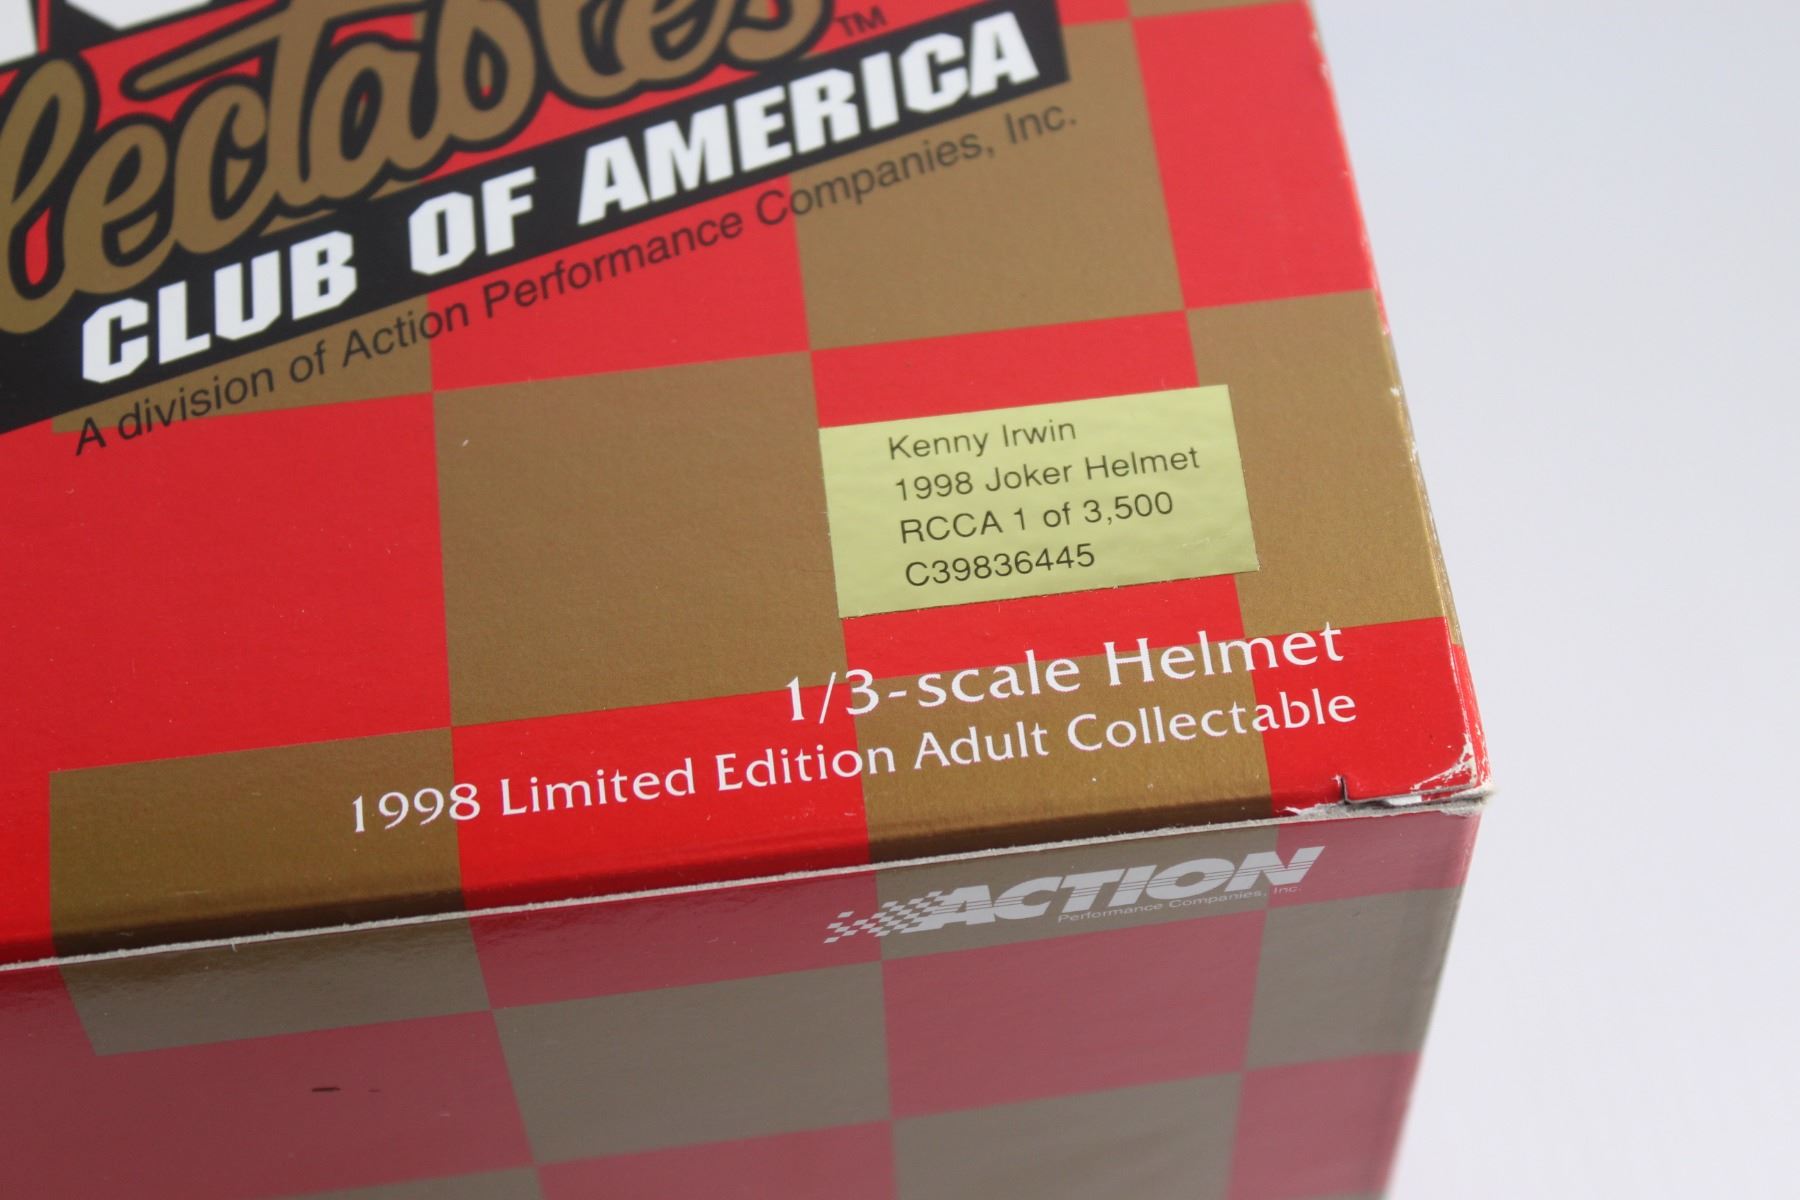 lectables™
CLUB OF AMERICA
A division of Action Performance Companies, Inc.
Kenny Irwin
1998 Joker Helmet
RCCA 1 of 3,500
C39836445
1/3-scale Helmet
1998 Limited Edition Adult Collectable
ACTION
Performance Companies, Inc.